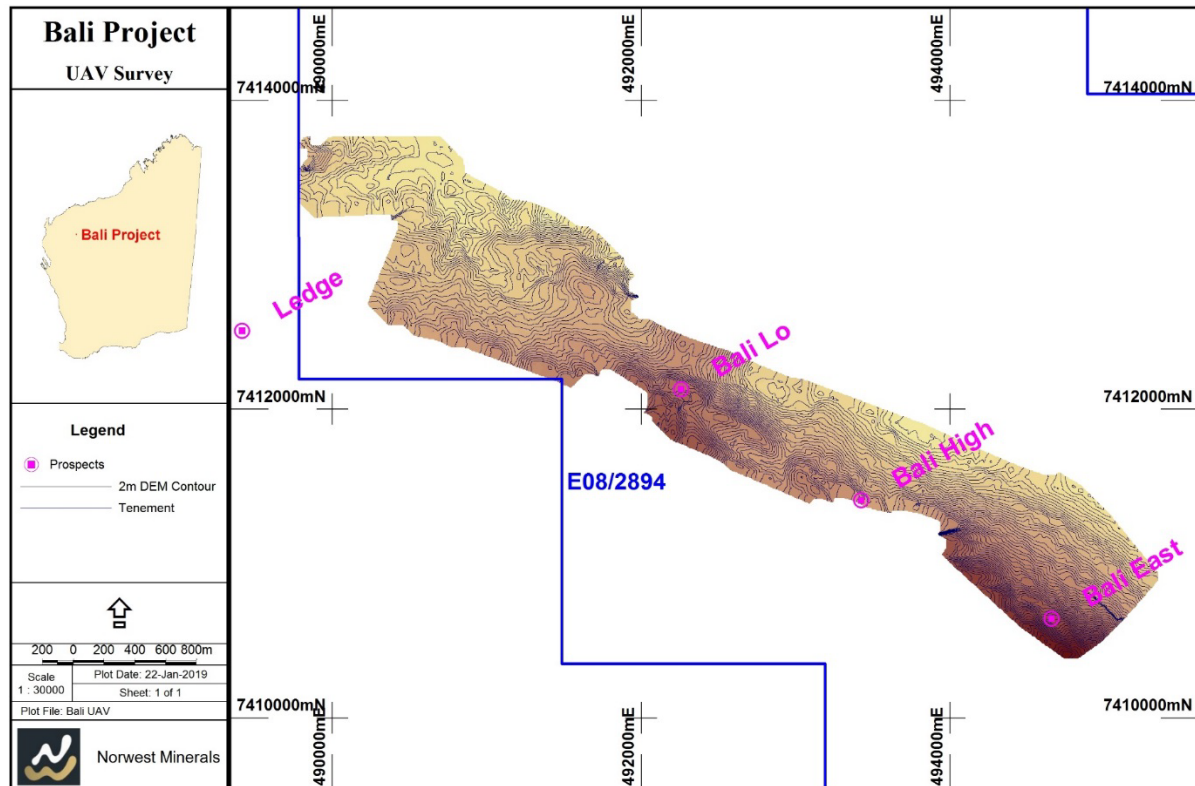 Bali Project
UAV Survey
Bali Project
Legend
Prospects
2m DEM Contour
Tenement
200 0 200 400 600 800m
Scale
1 : 30000
Plot Date: 22-Jan-2019
Sheet: 1 of 1
Plot File: Bali UAV
Norwest Minerals
490000mE
492000mE
494000mE
7414000mN
7414000mN
Ledge
Bali Lo
7412000mN
7412000mN
Bali High
E08/2894
Bali East
7410000mN
7410000mN
490000mE
492000mE
494000mE